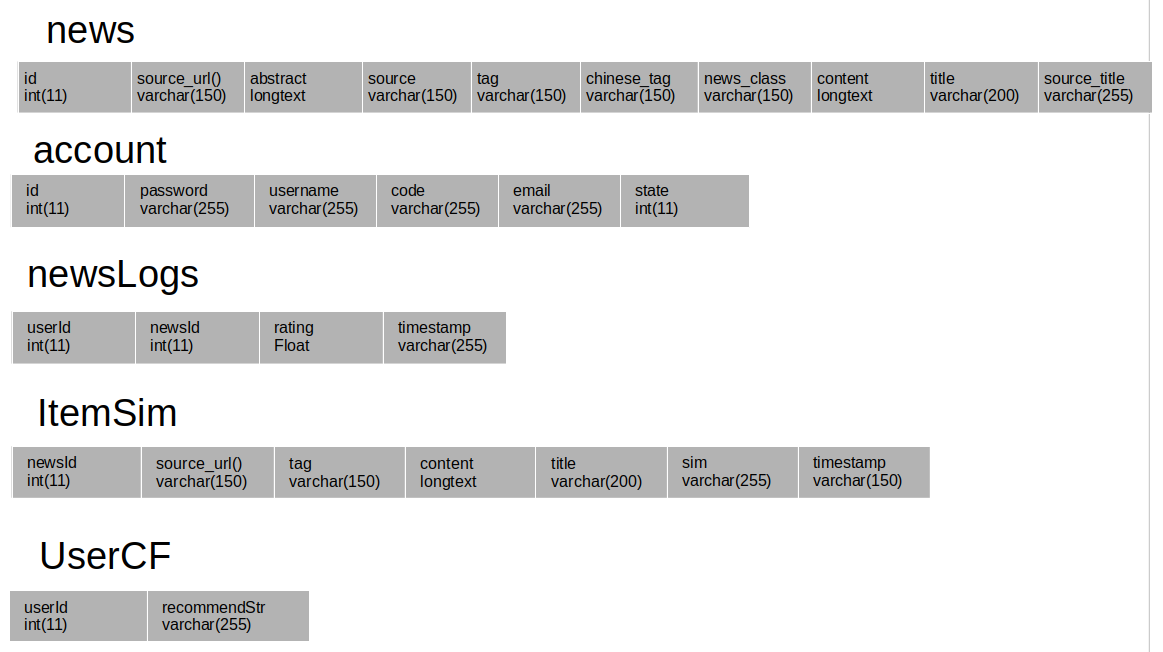 news
id source_url() abstract source tag chinese_tag news_class content title source_title
int(11) varchar(150) longtext varchar(150) varchar(150) varchar(150) varchar(150) longtext varchar(200) varchar(255)
account
id password username code email state
int(11) varchar(255) varchar(255) varchar(255) varchar(255) int(11)
newsLogs
userId newsId rating timestamp
int(11) int(11) Float varchar(255)
ItemSim
newsId source_url() tag content title sim timestamp
int(11) varchar(150) varchar(150) longtext varchar(200) varchar(255) varchar(150)
UserCF
userId recommendStr
int(11) varchar(255)